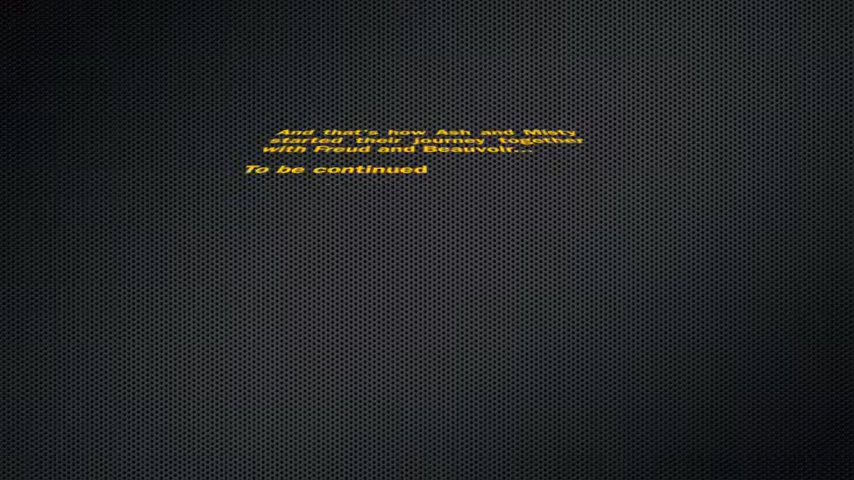 And that's how Ash and Misty
started their journey together
with Freud and Beauvoir...
To be continued